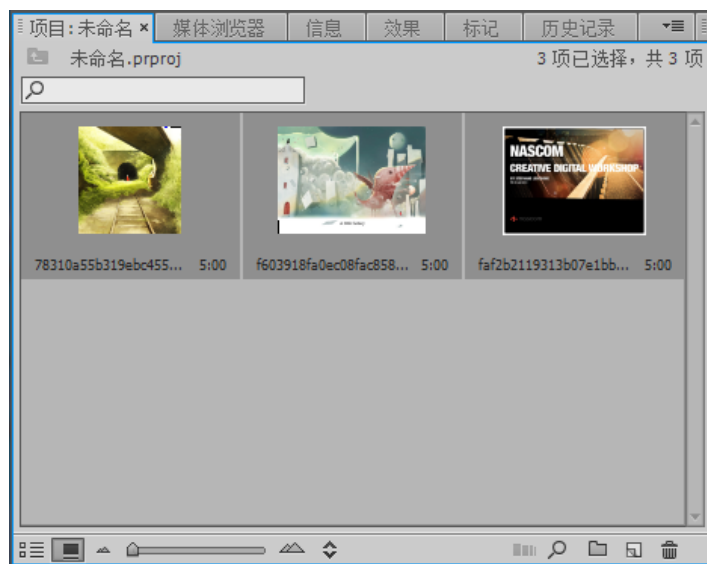 项目:未命名 × 媒体浏览器 信息 效果 标记 历史记录
未命名.prproj 3 项已选择，共 3 项
NASCOM
CREATIVE DIGITAL WORKSHOP
78310a55b319ebc455... 5:00 f603918fa0ec08fac858... 5:00 faf2b2119313b07e1bb... 5:00